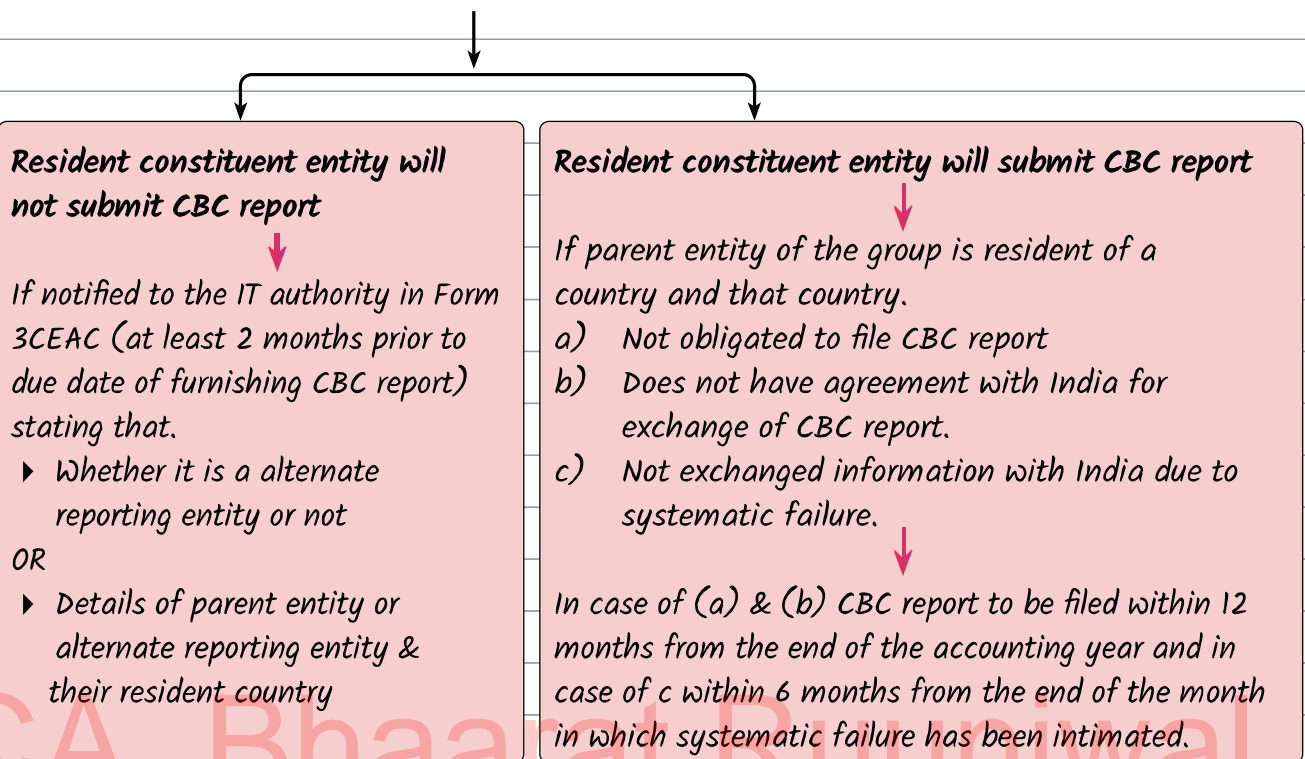 Resident constituent entity will
not submit CBC report
If notified to the IT authority in Form
3CEAC (at least 2 months prior to
due date of furnishing CBC report)
stating that.
Whether it is a alternate
reporting entity or not
OR
Details of parent entity or
alternate reporting entity &
their resident country
Resident constituent entity will submit CBC report
If parent entity of the group is resident of a
country and that country.
a) Not obligated to file CBC report
b) Does not have agreement with India for
exchange of CBC report.
c) Not exchanged information with India due to
systematic failure.
In case of (a) & (b) CBC report to be filed within 12
months from the end of the accounting year and in
case of c within 6 months from the end of the month
in which systematic failure has been intimated.
CA Bhaarat